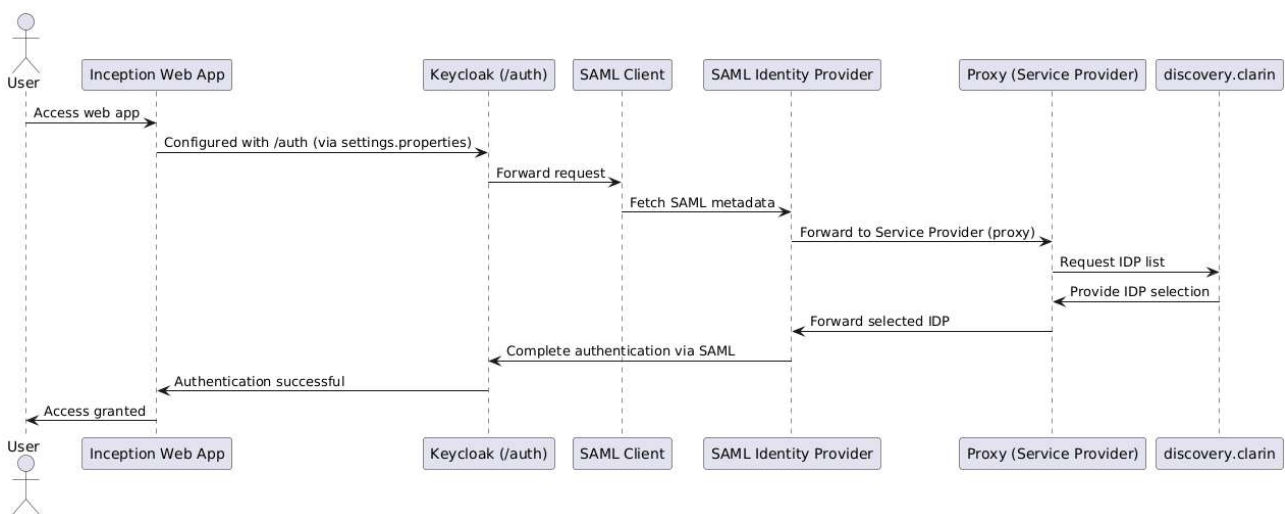 User
Inception Web App
Keycloak (/auth)
SAML Client
SAML Identity Provider
Proxy (Service Provider)
discovery.clarin
Access web app
Configured with /auth (via settings.properties)
Forward request
Fetch SAML metadata
Forward to Service Provider (proxy)
Request IDP list
Provide IDP selection
Forward selected IDP
Complete authentication via SAML
Authentication successful
Access granted
User
Inception Web App
Keycloak (/auth)
SAML Client
SAML Identity Provider
Proxy (Service Provider)
discovery.clarin